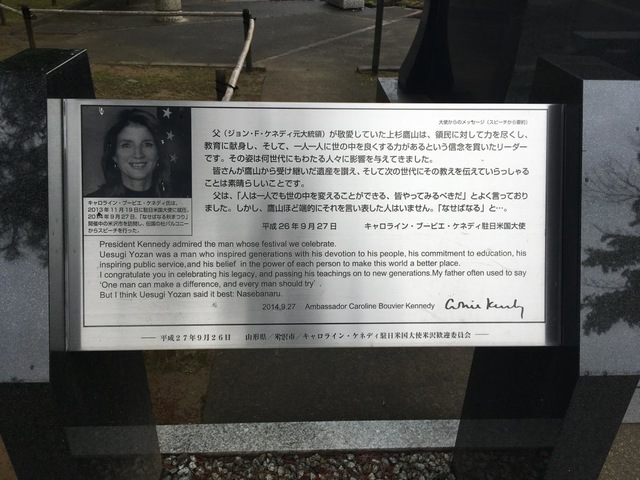 大使からのメッセージ(スピーチから要約)
父(ジョン・F・ケネディ元大統領)が敬愛していた上杉鷹山は、領民に対して力を尽くし、
教育に献身し、そして、一人一人に世の中を良くする力があるという信念を貫いたリーダー
です。その姿は何世代にもわたる人々に影響を与えてきました。
皆さんが鷹山から受け継いだ遺産を讃え、そして次の世代にその教えを伝えていらっしゃるこ
とは素晴らしいことです。
父は、「人は一人でも世の中を変えることができる、皆やってみるべきだ」とよく言っており
ました。しかし、鷹山ほど端的にそれを言い表した人はいません。「なせばなる」と…。
平成26年9月27日 キャロライン・ブービエ・ケネディ駐日米国大使
キャロライン・ブービエ・ケネディ氏は、
2013年11月19日に駐日米国大使に就任。
2014年9月27日、「なせばなる秋まつり」
開催中の米沢市を訪問し、伝国の杜バルコニー
からスピーチを行った。
President Kennedy admired the man whose festival we celebrate.
Uesugi Yozan was a man who inspired generations with his devotion to his people, his commitment to education, his
inspiring public service,and his belief in the power of each person to make this world a better place.
I congratulate you in celebrating his legacy, and passing his teachings on to new generations.My father often used to say
'One man can make a difference, and every man should try'.
But I think Uesugi Yozan said it best: Nasebanaru.
2014.9.27 Ambassador Caroline Bouvier Kennedy
平成27年9月26日 山形県/米沢市/キャロライン・ケネディ駐日米国大使米沢歓迎委員会